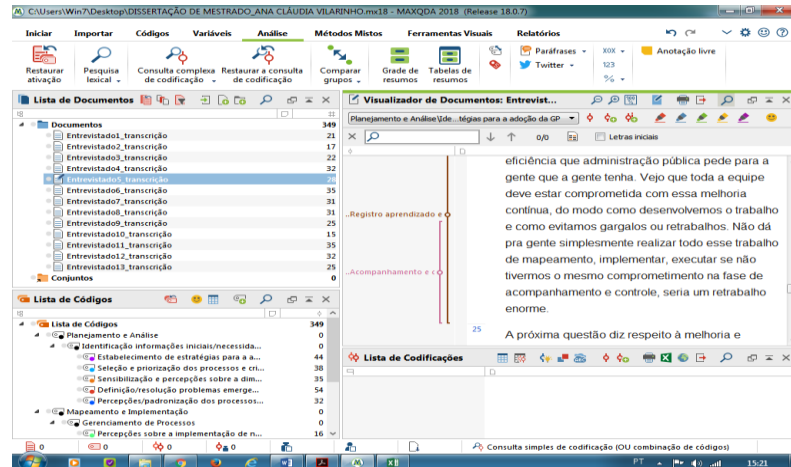 C:\Users\Win7\Desktop\DISSERTAÇÃO DE MESTRADO_ANA CLÁUDIA VILARINHO.mx18 - MAXQDA 2018 (Release 18.0.7)
Iniciar Importar Códigos Variáveis Análise Métodos Mistos Ferramentas Visuais Relatórios
Restaurar ativação
Pesquisa lexical
Consulta complexa de codificação
Restaurar a consulta de codificação
Comparar grupos
Grade de resumos
Tabelas de resumos
Paráfrases
Twitter
XOX
123
%
Anotação livre
Lista de Documentos
Documentos 349
Entrevistado1_transcrição 21
Entrevistado2_transcrição 17
Entrevistado3_transcrição 22
Entrevistado4_transcrição 32
Entrevistado5_transcrição 28
Entrevistado6_transcrição 35
Entrevistado7_transcrição 31
Entrevistado8_transcrição 31
Entrevistado9_transcrição 25
Entrevistado10_transcrição 15
Entrevistado11_transcrição 35
Entrevistado12_transcrição 32
Entrevistado13_transcrição 25
Conjuntos 0
Lista de Códigos
Lista de Códigos 349
Planejamento e Análise 0
Identificação informações iniciais/necessida... 0
Estabelecimento de estratégias para a a... 44
Seleção e priorização dos processos e cri... 38
Sensibilização e percepções sobre a dim... 35
Definição/resolução problemas emerge... 54
Percepções/padronização dos processos... 32
Mapeamento e Implementação 0
Gerenciamento de Processos 0
Percepções sobre a implementação de n... 16
Visualizador de Documentos: Entrevist...
Planejamento e Análise\Ide...tégias para a adoção da GP
0/0 Letras iniciais
..Registro aprendizado e
..Acompanhamento e c
eficiência que administração pública pede para a
gente que a gente tenha. Vejo que toda a equipe
deve estar comprometida com essa melhoria
contínua, do modo como desenvolvemos o trabalho
e como evitamos gargalos ou retrabalhos. Não dá
pra gente simplesmente realizar todo esse trabalho
de mapeamento, implementar, executar se não
tivermos o mesmo comprometimento na fase de
acompanhamento e controle, seria um retrabalho
enorme.
25
A próxima questão diz respeito à melhoria e
Lista de Codificações
0 0 0 0
Consulta simples de codificação (OU combinação de códigos)
PT 15:21